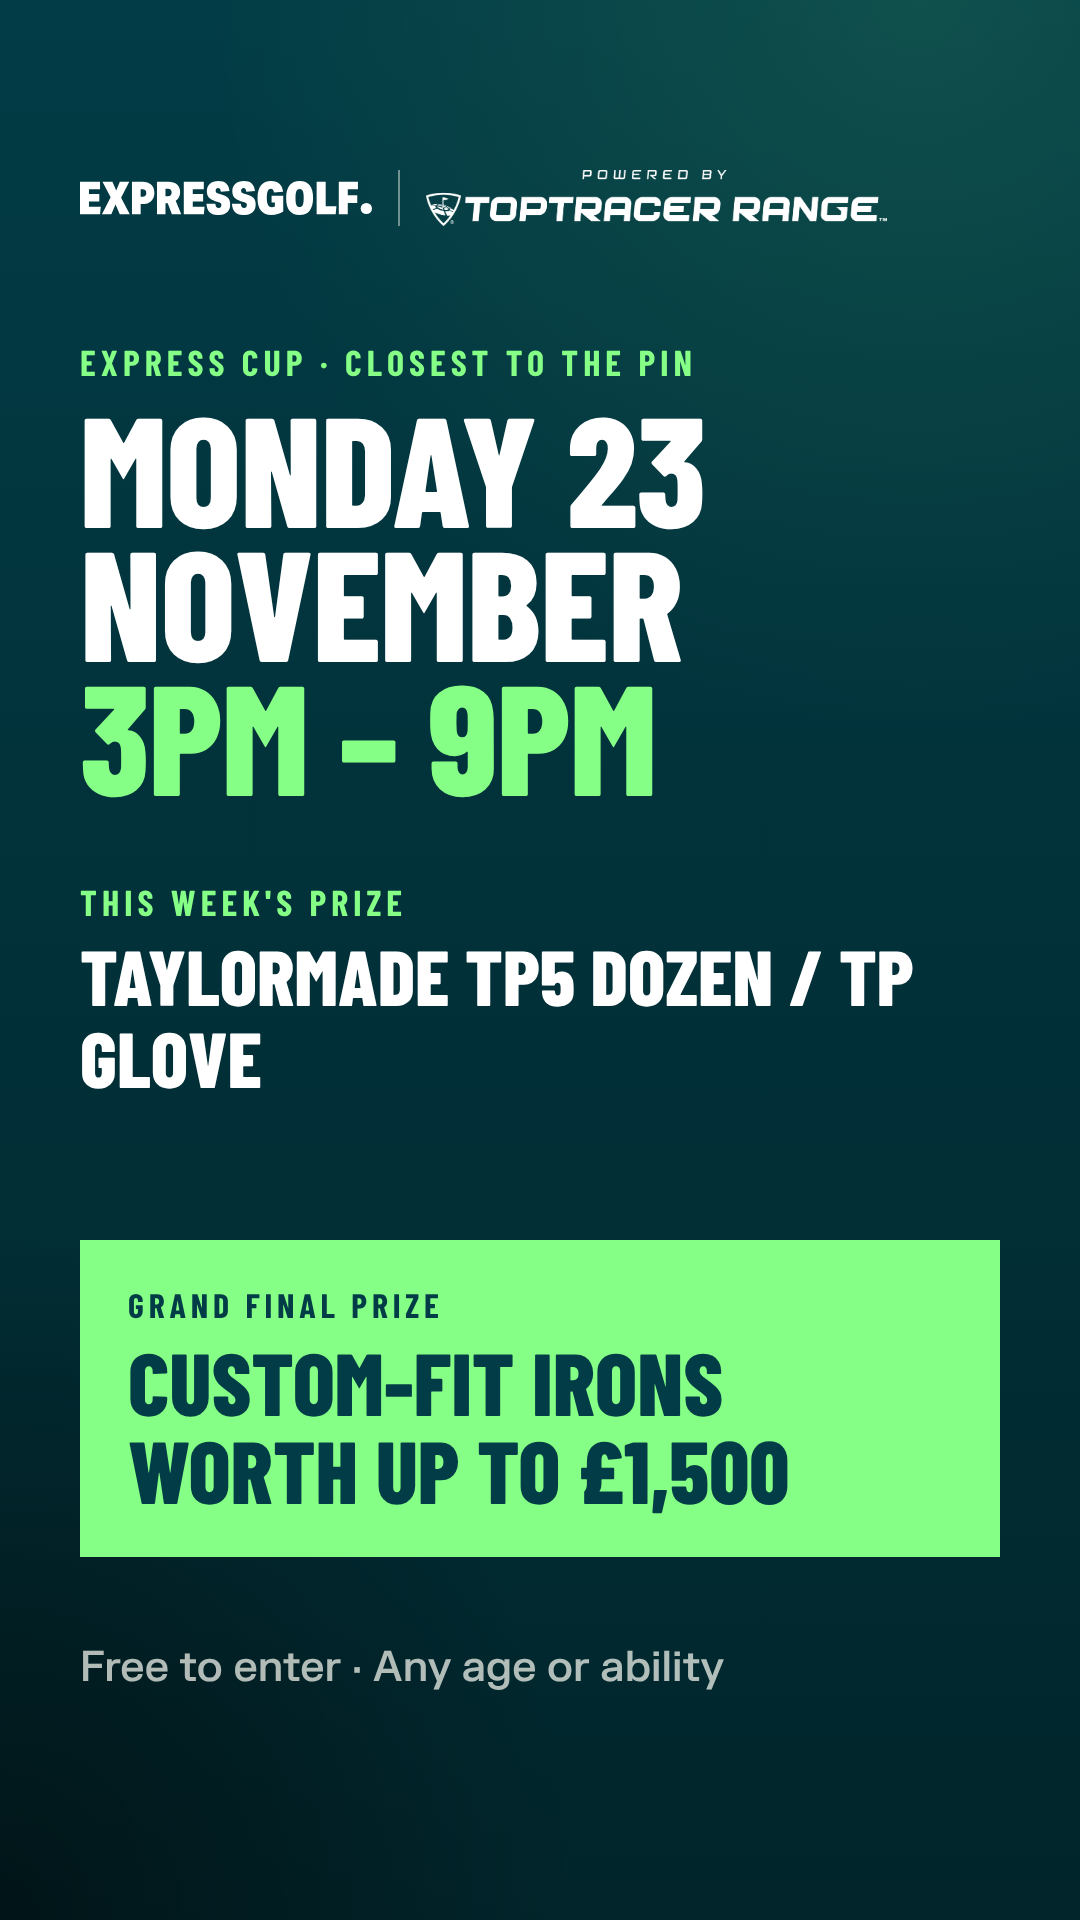 EXPRESSGOLF.
POWERED BY
TOPTRACER RANGE™
EXPRESS CUP · CLOSEST TO THE PIN
MONDAY 23
NOVEMBER
3PM – 9PM
THIS WEEK'S PRIZE
TAYLORMADE TP5 DOZEN / TP
GLOVE
GRAND FINAL PRIZE
CUSTOM-FIT IRONS
WORTH UP TO £1,500
Free to enter · Any age or ability